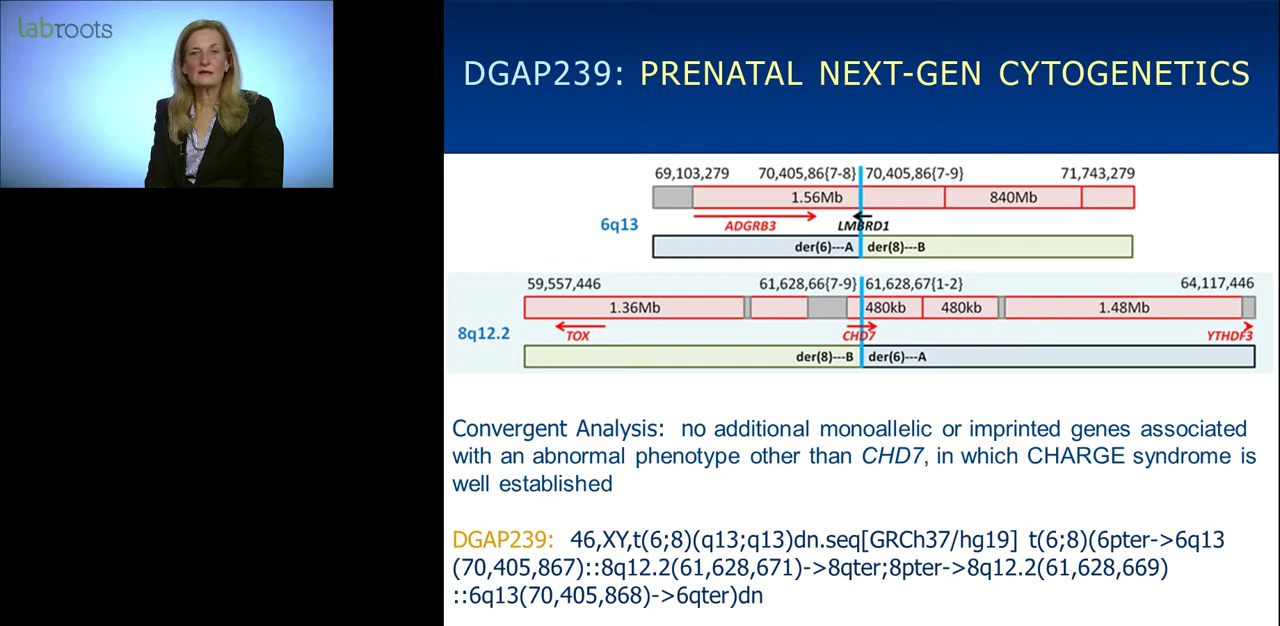 labroots
DGAP239: PRENATAL NEXT-GEN CYTOGENETICS
69,103,279 70,405,86{7-8} 70,405,86{7-9} 71,743,279
1.56Mb 840Mb
ADGRB3 LMBRD1
6q13
der(6)---A der(8)---B
59,557,446 61,628,66{7-9} 61,628,67{1-2} 64,117,446
1.36Mb 480kb 480kb 1.48Mb
8q12.2 TOX CHD7 YTHDF3
der(8)---B der(6)---A
Convergent Analysis: no additional monoallelic or imprinted genes associated
with an abnormal phenotype other than CHD7, in which CHARGE syndrome is
well established
DGAP239: 46,XY,t(6;8)(q13;q13)dn.seq[GRCh37/hg19] t(6;8)(6pter->6q13
(70,405,867)::8q12.2(61,628,671)->8qter;8pter->8q12.2(61,628,669)
::6q13(70,405,868)->6qter)dn